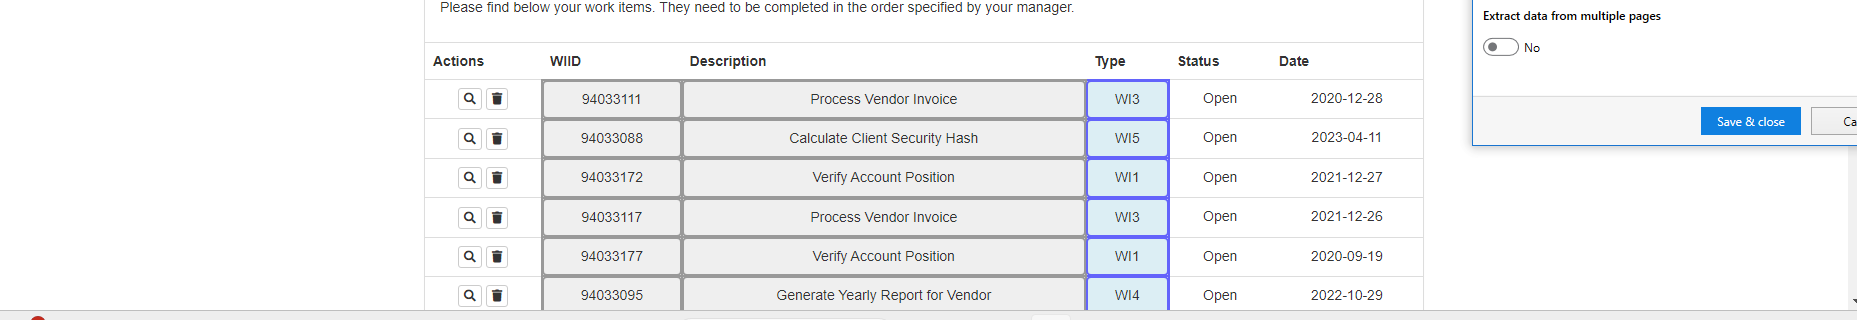 Please find below your work items. They need to be completed in the order specified by your manager.
Extract data from multiple pages
No
Actions WIID Description Type Status Date
94033111 Process Vendor Invoice WI3 Open 2020-12-28
Save & close Ca
94033088 Calculate Client Security Hash WI5 Open 2023-04-11
94033172 Verify Account Position WI1 Open 2021-12-27
94033117 Process Vendor Invoice WI3 Open 2021-12-26
94033177 Verify Account Position WI1 Open 2020-09-19
94033095 Generate Yearly Report for Vendor WI4 Open 2022-10-29